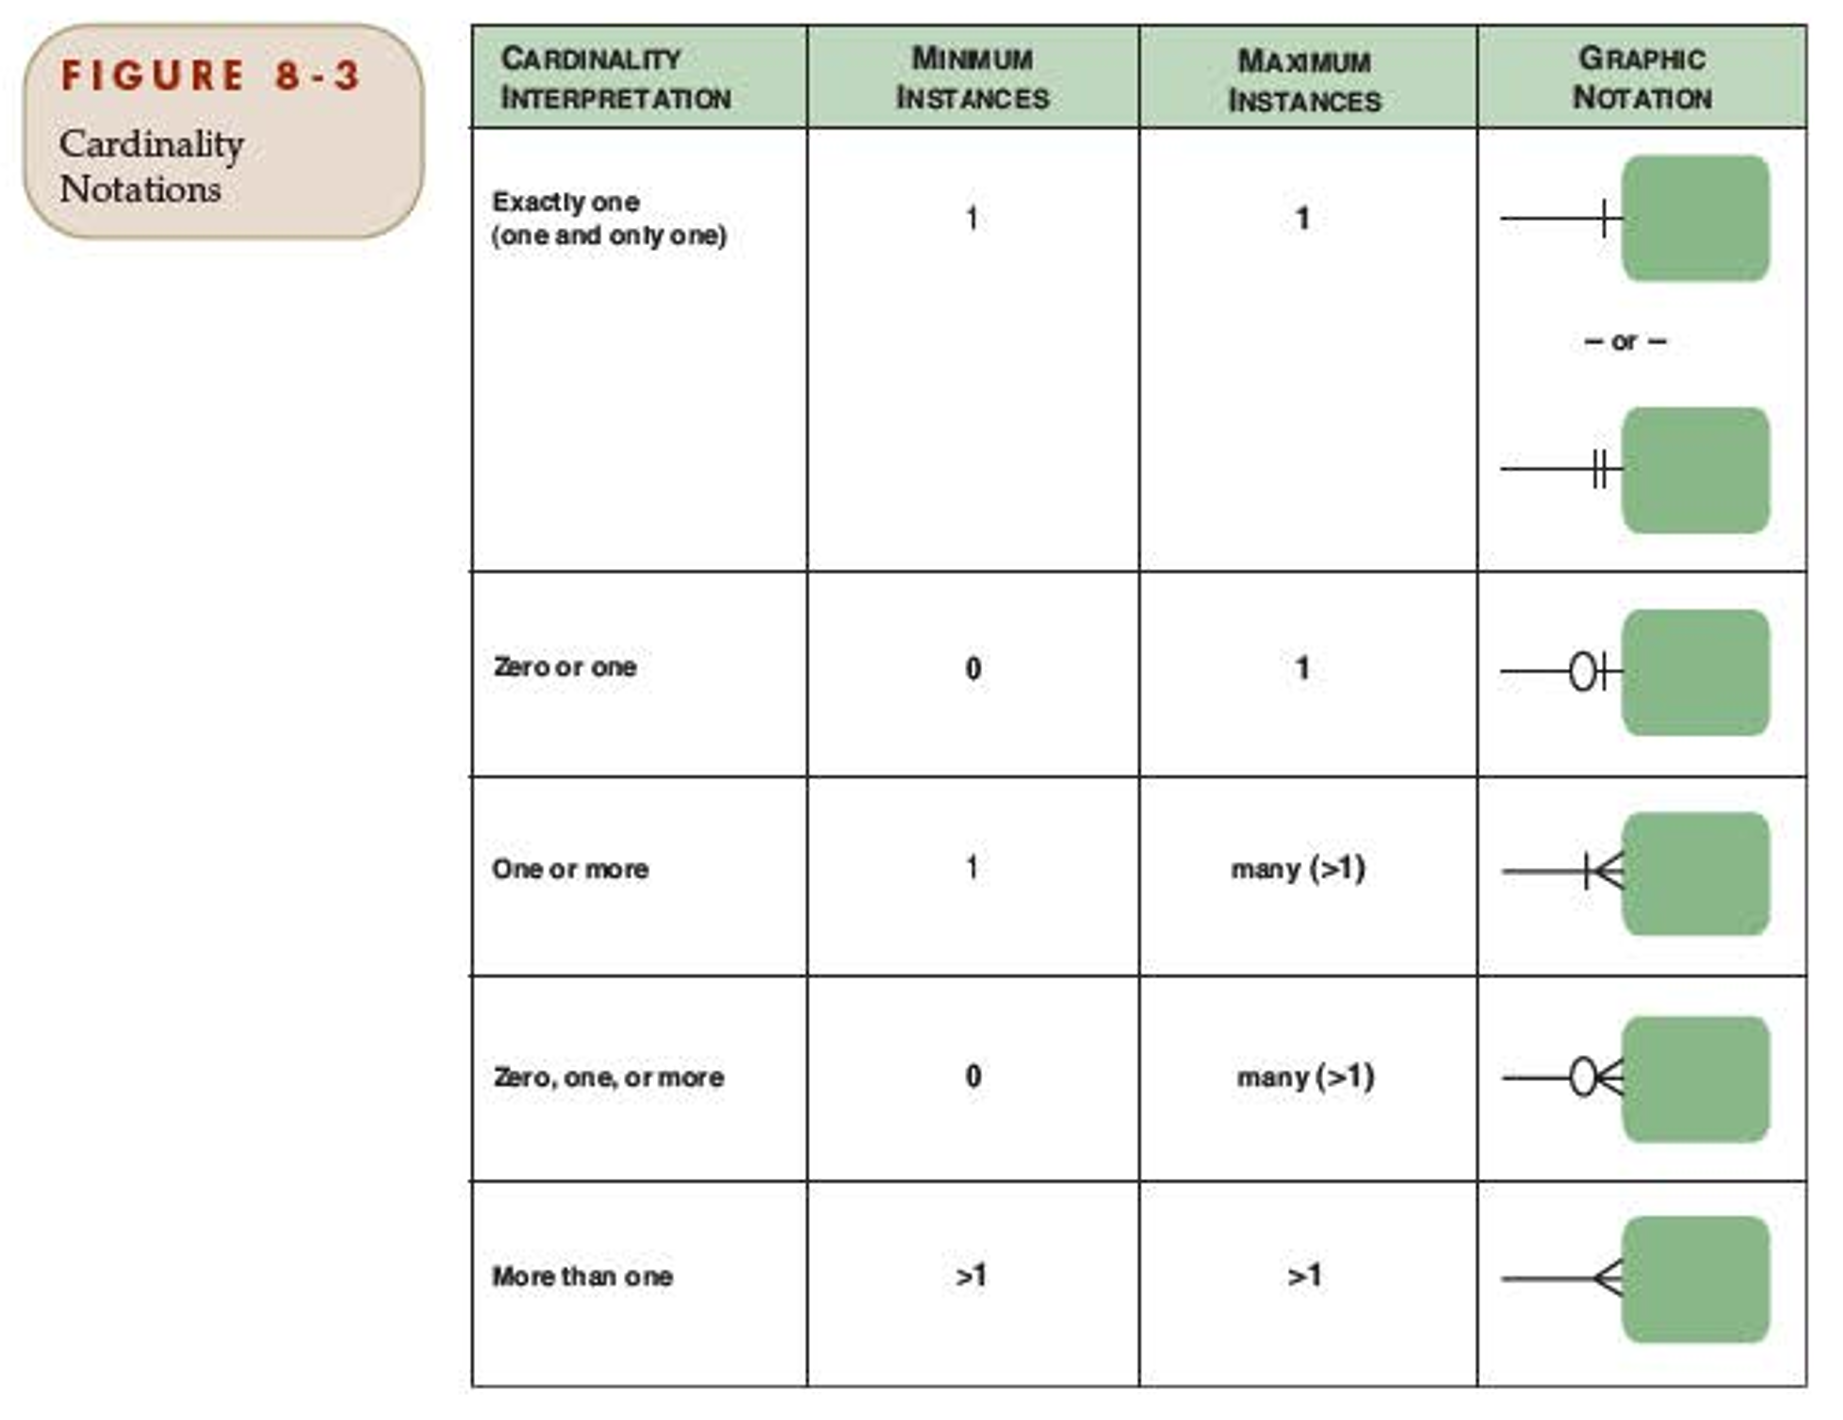 FIGURE 8-3
Cardinality
Notations
CARDINALITY
INTERPRETATION
MINIMUM
INSTANCES
MAXIMUM
INSTANCES
GRAPHIC
NOTATION
Exactly one
(one and only one)
1
1
– or –
Zero or one
0
1
One or more
1
many (>1)
Zero, one, or more
0
many (>1)
More than one
>1
>1